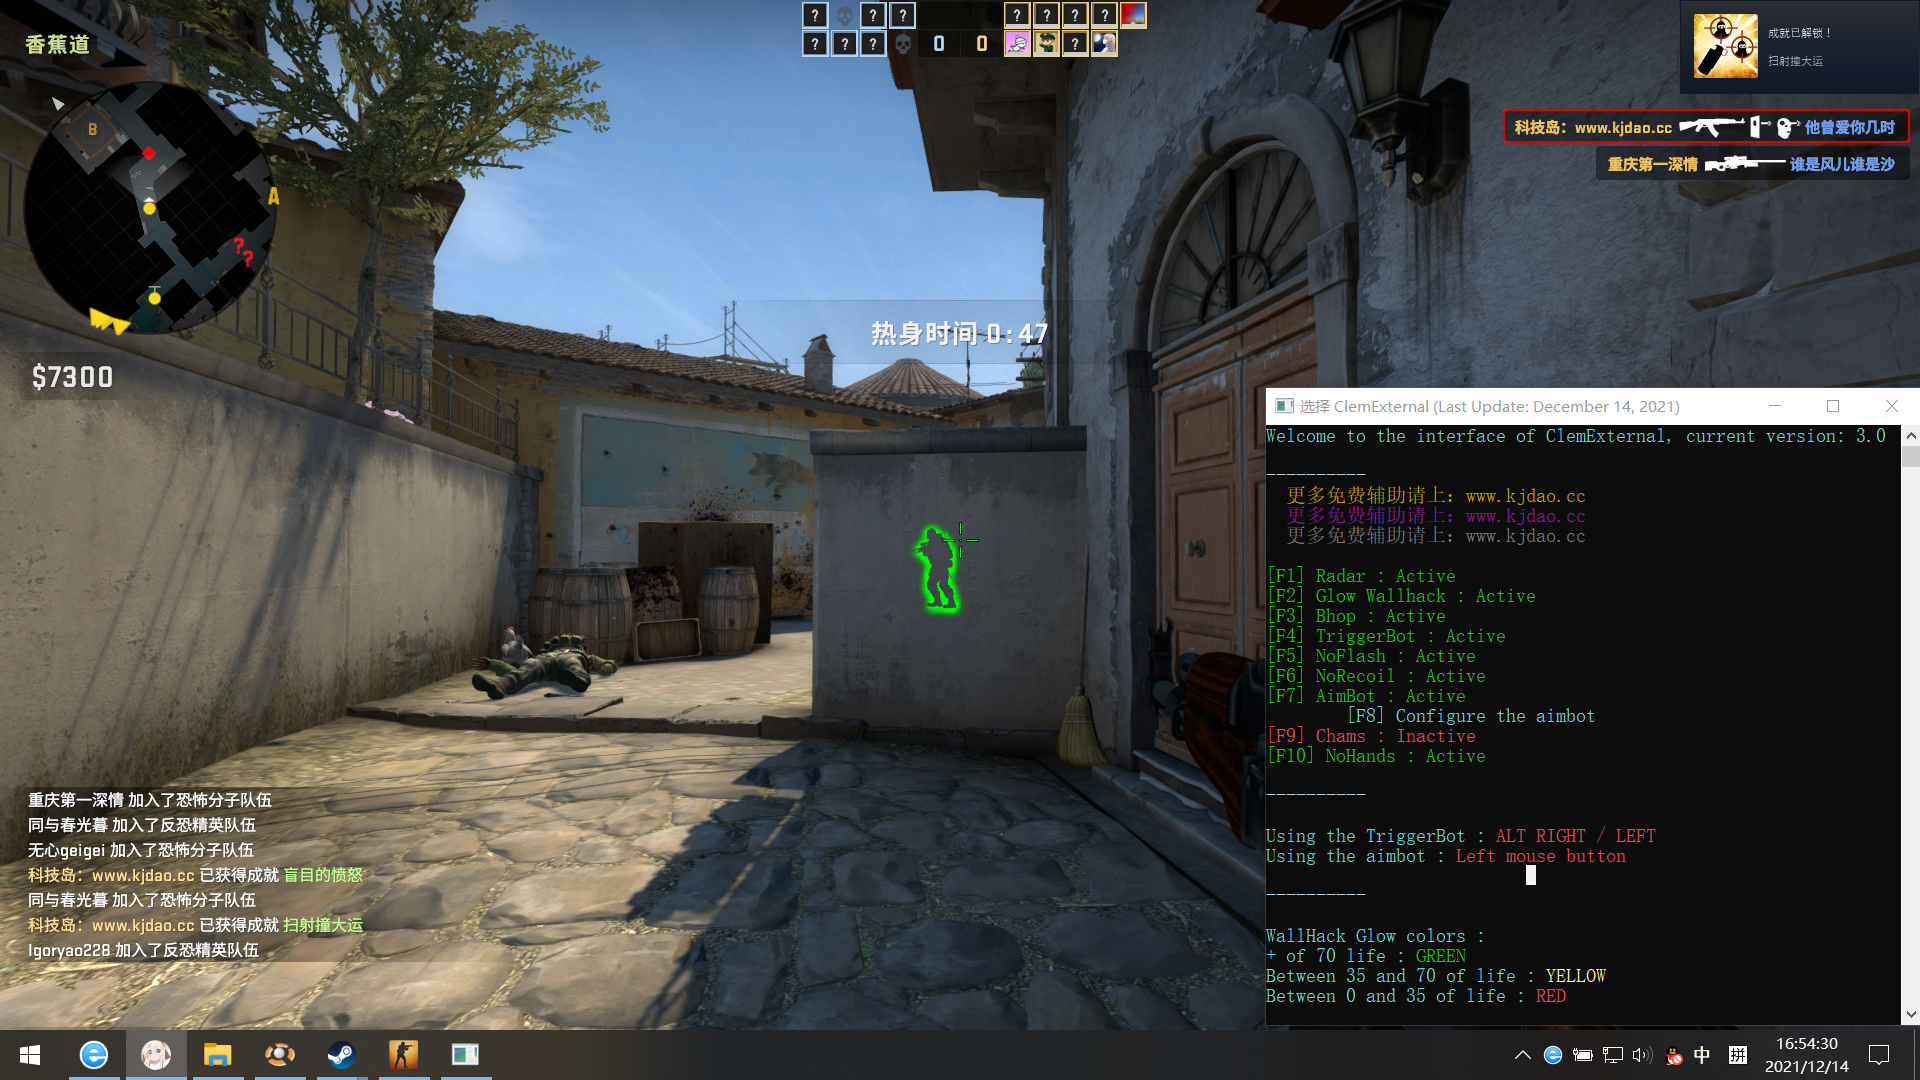 香蕉道
B
A
? ?
$7300
? ? ? ? ? ? ?
? ? ? 0 0 ?
热身时间 0:47
成就已解锁！
扫射撞大运
科技岛：www.kjdao.cc 他曾爱你几时
重庆第一深情 谁是风儿谁是沙
选择 ClemExternal (Last Update: December 14, 2021)
Welcome to the interface of ClemExternal, current version: 3.0
----------
更多免费辅助请上：www.kjdao.cc
更多免费辅助请上：www.kjdao.cc
更多免费辅助请上：www.kjdao.cc
[F1] Radar : Active
[F2] Glow Wallhack : Active
[F3] Bhop : Active
[F4] TriggerBot : Active
[F5] NoFlash : Active
[F6] NoRecoil : Active
[F7] AimBot : Active
[F8] Configure the aimbot
[F9] Chams : Inactive
[F10] NoHands : Active
----------
Using the TriggerBot : ALT RIGHT / LEFT
Using the aimbot : Left mouse button
----------
WallHack Glow colors :
+ of 70 life : GREEN
Between 35 and 70 of life : YELLOW
Between 0 and 35 of life : RED
重庆第一深情 加入了恐怖分子队伍
同与春光暮 加入了反恐精英队伍
无心geigei 加入了恐怖分子队伍
科技岛：www.kjdao.cc 已获得成就 盲目的愤怒
同与春光暮 加入了恐怖分子队伍
科技岛：www.kjdao.cc 已获得成就 扫射撞大运
Igoryao228 加入了反恐精英队伍
中 拼 16:54:30
2021/12/14